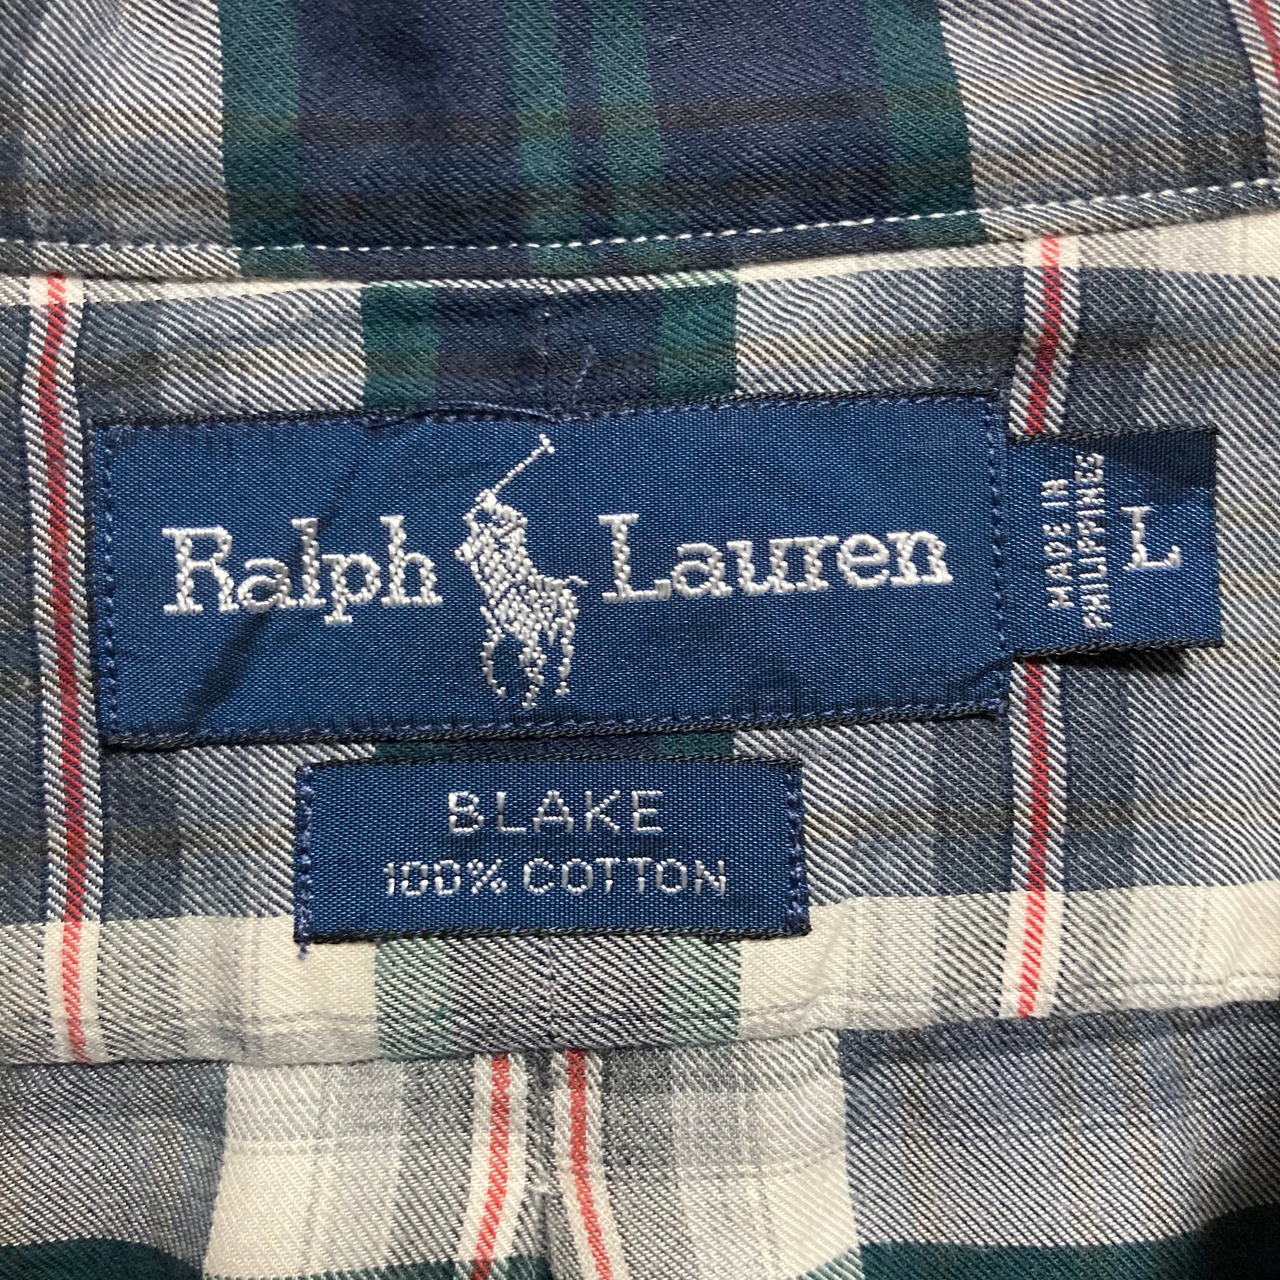 Ralph Lauren
MADE IN
PHILIPPINES
L
BLAKE
100% COTTON